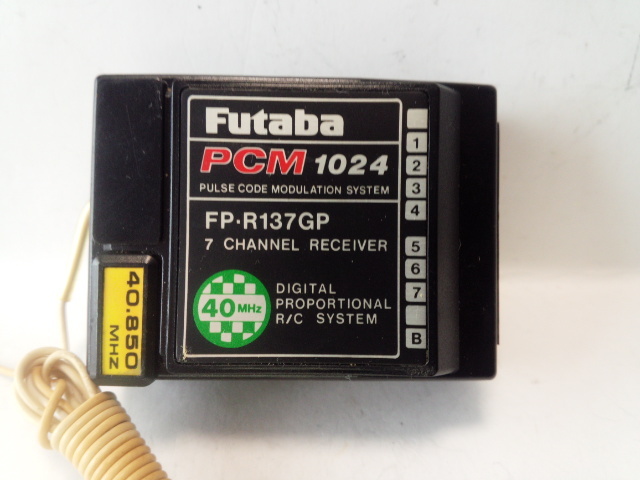 Futaba
PCM 1024
PULSE CODE MODULATION SYSTEM
FP-R137GP
7 CHANNEL RECEIVER
40MHz
DIGITAL
PROPORTIONAL
R/C SYSTEM
1
2
3
4
5
6
7
B
40.850
MHZ